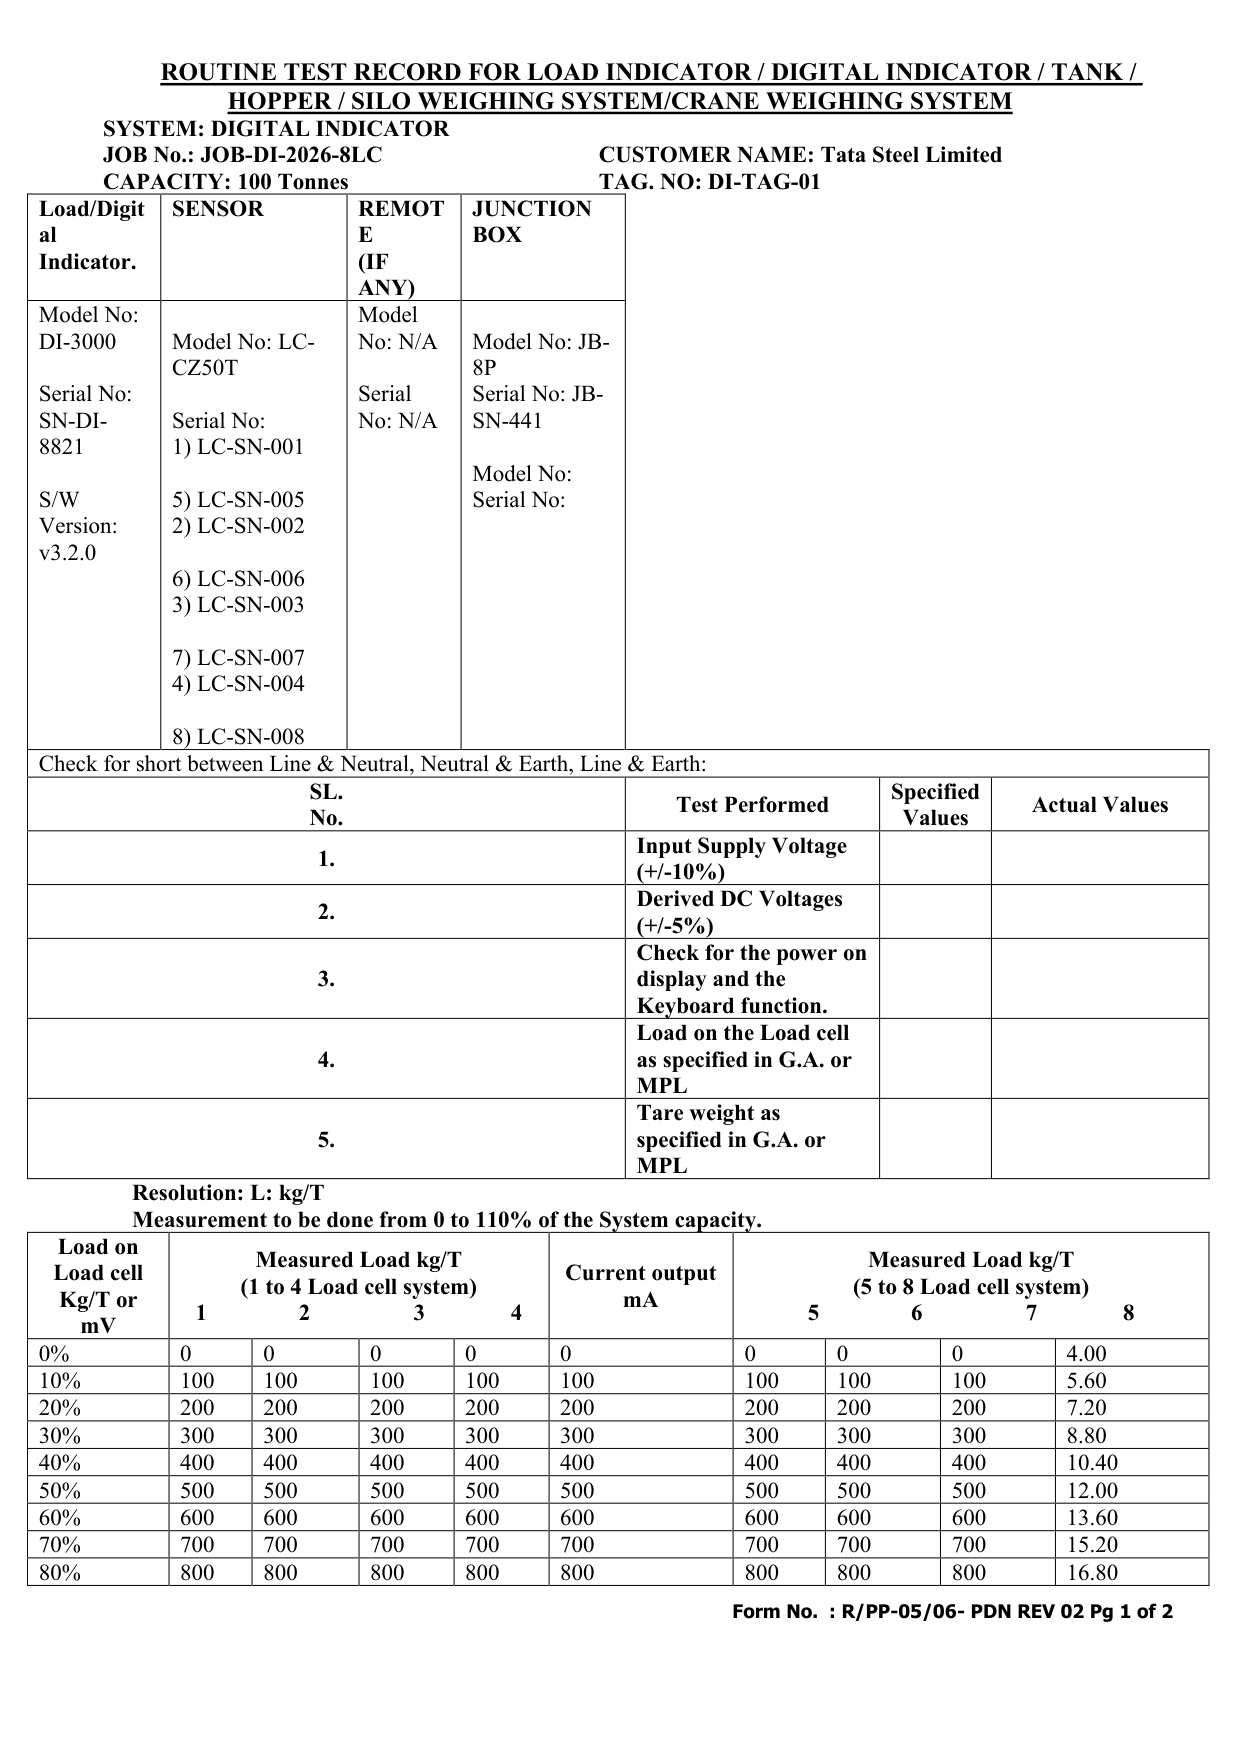 ROUTINE TEST RECORD FOR LOAD INDICATOR / DIGITAL INDICATOR / TANK /
HOPPER / SILO WEIGHING SYSTEM/CRANE WEIGHING SYSTEM
SYSTEM: DIGITAL INDICATOR
JOB No.: JOB-DI-2026-8LC CUSTOMER NAME: Tata Steel Limited
CAPACITY: 100 Tonnes TAG. NO: DI-TAG-01
Load/Digit
al
Indicator.
SENSOR
REMOT
E
(IF
ANY)
JUNCTION
BOX
Model No:
DI-3000
Serial No:
SN-DI-
8821
S/W
Version:
v3.2.0
Model No: LC-
CZ50T
Serial No:
1) LC-SN-001
5) LC-SN-005
2) LC-SN-002
6) LC-SN-006
3) LC-SN-003
7) LC-SN-007
4) LC-SN-004
8) LC-SN-008
Model
No: N/A
Serial
No: N/A
Model No: JB-
8P
Serial No: JB-
SN-441
Model No:
Serial No:
Check for short between Line & Neutral, Neutral & Earth, Line & Earth:
SL.
No.
Test Performed
Specified
Values
Actual Values
1.
Input Supply Voltage
(+/-10%)
2.
Derived DC Voltages
(+/-5%)
3.
Check for the power on
display and the
Keyboard function.
4.
Load on the Load cell
as specified in G.A. or
MPL
5.
Tare weight as
specified in G.A. or
MPL
Resolution: L: kg/T
Measurement to be done from 0 to 110% of the System capacity.
Load on
Load cell
Kg/T or
mV
Measured Load kg/T
(1 to 4 Load cell system)
1 2 3 4
Current output
mA
Measured Load kg/T
(5 to 8 Load cell system)
5 6 7 8
0% 0 0 0 0 0 0 0 0 4.00
10% 100 100 100 100 100 100 100 100 5.60
20% 200 200 200 200 200 200 200 200 7.20
30% 300 300 300 300 300 300 300 300 8.80
40% 400 400 400 400 400 400 400 400 10.40
50% 500 500 500 500 500 500 500 500 12.00
60% 600 600 600 600 600 600 600 600 13.60
70% 700 700 700 700 700 700 700 700 15.20
80% 800 800 800 800 800 800 800 800 16.80
Form No. : R/PP-05/06- PDN REV 02 Pg 1 of 2